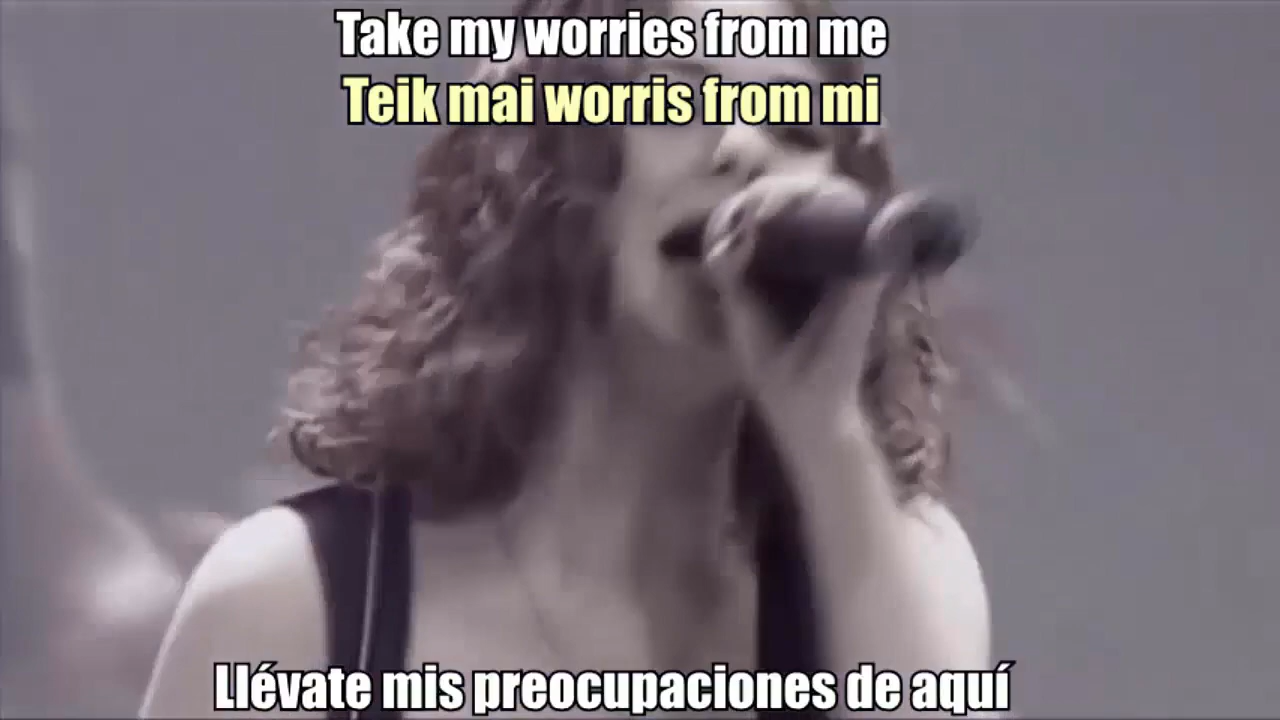 Take my worries from me
Teik mai worris from mi
Llévate mis preocupaciones de aquí